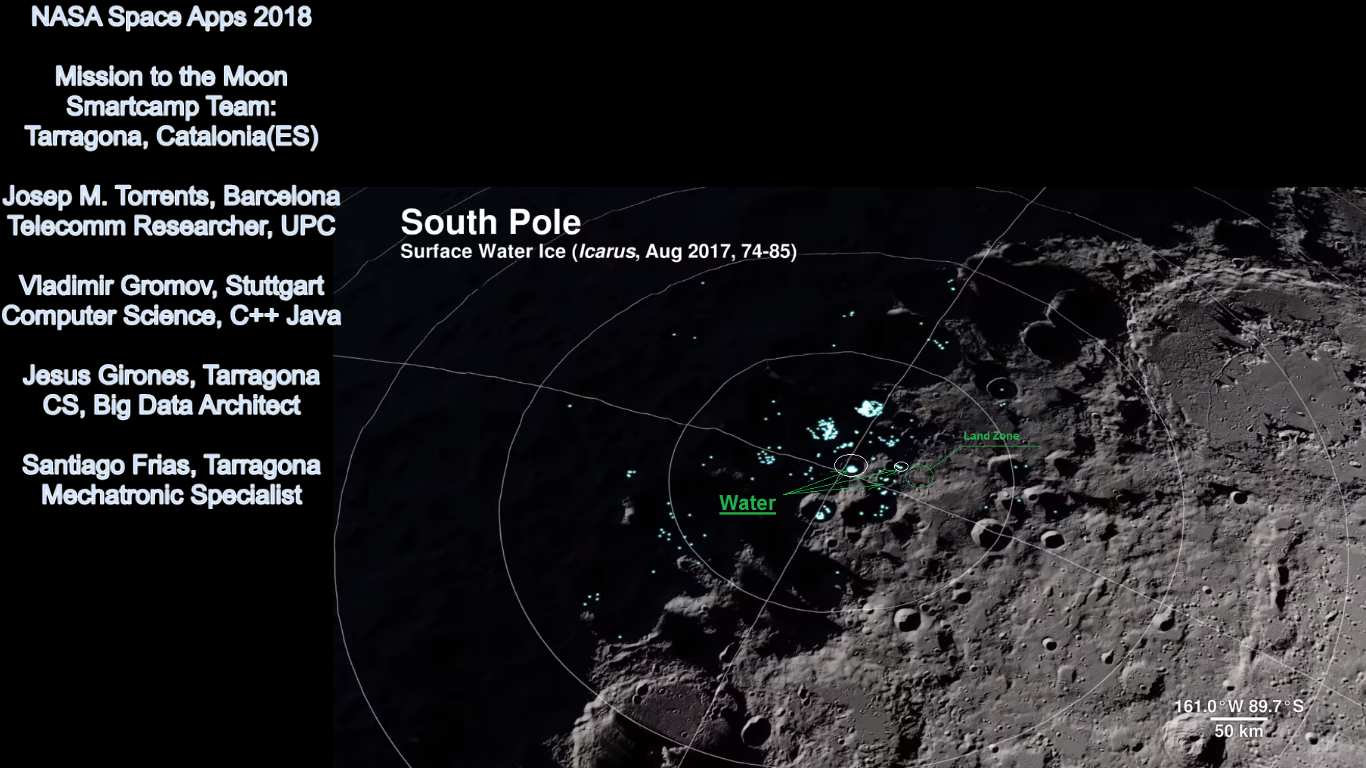 NASA Space Apps 2018
Mission to the Moon
Smartcamp Team:
Tarragona, Catalonia(ES)
Josep M. Torrents, Barcelona
Telecomm Researcher, UPC
Vladimir Gromov, Stuttgart
Computer Science, C++ Java
Jesus Girones, Tarragona
CS, Big Data Architect
Santiago Frias, Tarragona
Mechatronic Specialist
South Pole
Surface Water Ice (Icarus, Aug 2017, 74-85)
Land Zone
Water
161.0°W 89.7°S
50 km